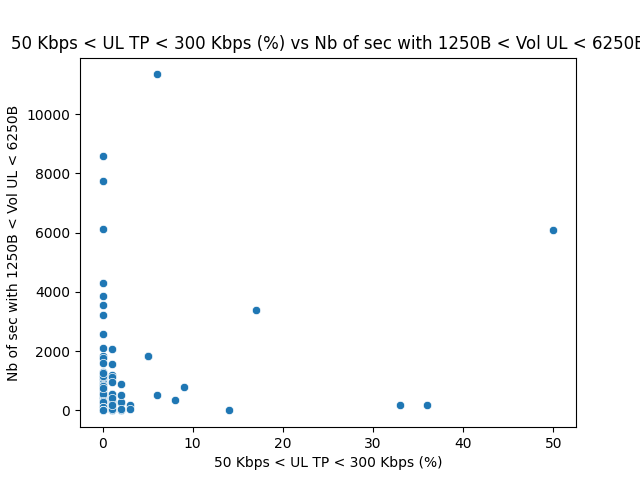 50 Kbps < UL TP < 300 Kbps (%) vs Nb of sec with 1250B < Vol UL < 6250B
Nb of sec with 1250B < Vol UL < 6250B
10000
8000
6000
4000
2000
0
0 10 20 30 40 50
50 Kbps < UL TP < 300 Kbps (%)